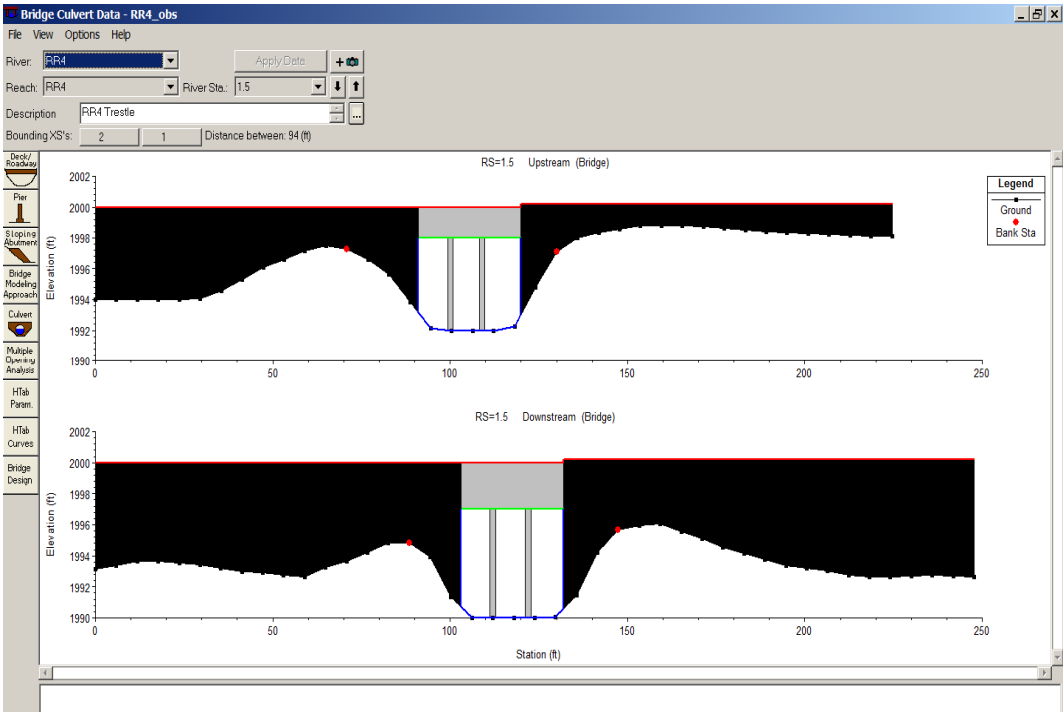 Bridge Culvert Data - RR4_obs
File View Options Help
River: RR4 Apply Data
Reach: RR4 River Sta.: 1.5
Description RR4 Trestle ...
Bounding XS's: 2 1 Distance between: 94 (ft)
Deck/
Roadway
Pier
Sloping
Abutment
Bridge
Modeling
Approach
Culvert
Multiple
Opening
Analysis
HTab
Param.
HTab
Curves
Bridge
Design
RS=1.5 Upstream (Bridge)
2002
2000
1998
1996
1994
1992
1990
Elevation (ft)
0 50 100 150 200 250
Legend
Ground
Bank Sta
RS=1.5 Downstream (Bridge)
2002
2000
1998
1996
1994
1992
1990
Elevation (ft)
0 50 100 150 200 250
Station (ft)